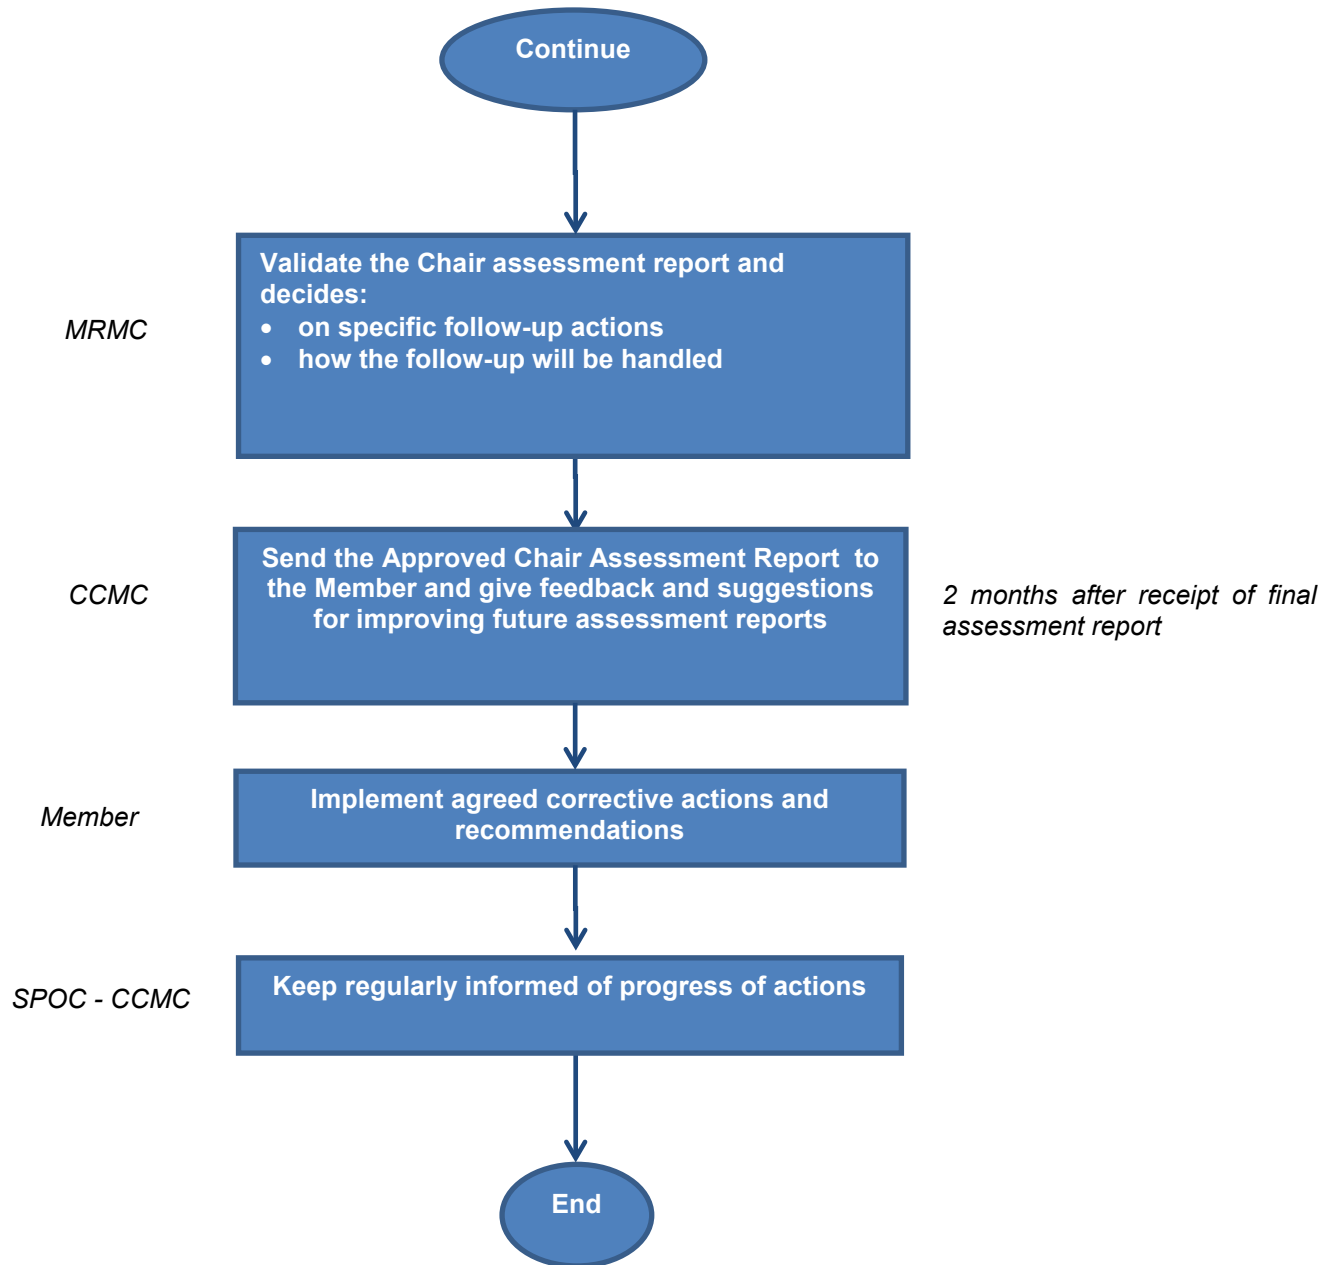 Continue
Validate the Chair assessment report and
decides:
• on specific follow-up actions
• how the follow-up will be handled
MRMC
Send the Approved Chair Assessment Report to
the Member and give feedback and suggestions
for improving future assessment reports
CCMC
2 months after receipt of final
assessment report
Implement agreed corrective actions and
recommendations
Member
Keep regularly informed of progress of actions
SPOC - CCMC
End